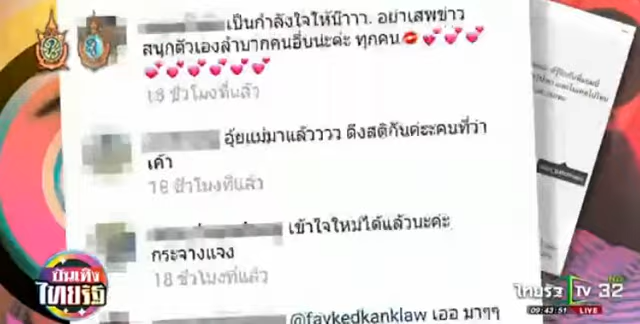 เป็นกำลังใจให้น๊าาา. อย่าเสพข่าว
สนุกตัวเองลำบากคนอื่นนะค่ะ ทุกคน💋💕💕💕
💕💕💕💕💕💕
18 ชั่วโมงที่แล้ว
อุ้ยแม่มาแล้วววว ดึงสติกันค่ะคนที่ว่า
เค้า
18 ชั่วโมงที่แล้ว
เข้าใจใหม่ได้แล้วนะค่ะ
กระจางแจง
18 ชั่วโมงที่แล้ว
@faykedkanklaw เออ มาๆๆ
บันเทิง
ไทยรัฐ
ไทยรัฐ TV 32
09:43:51 LIVE